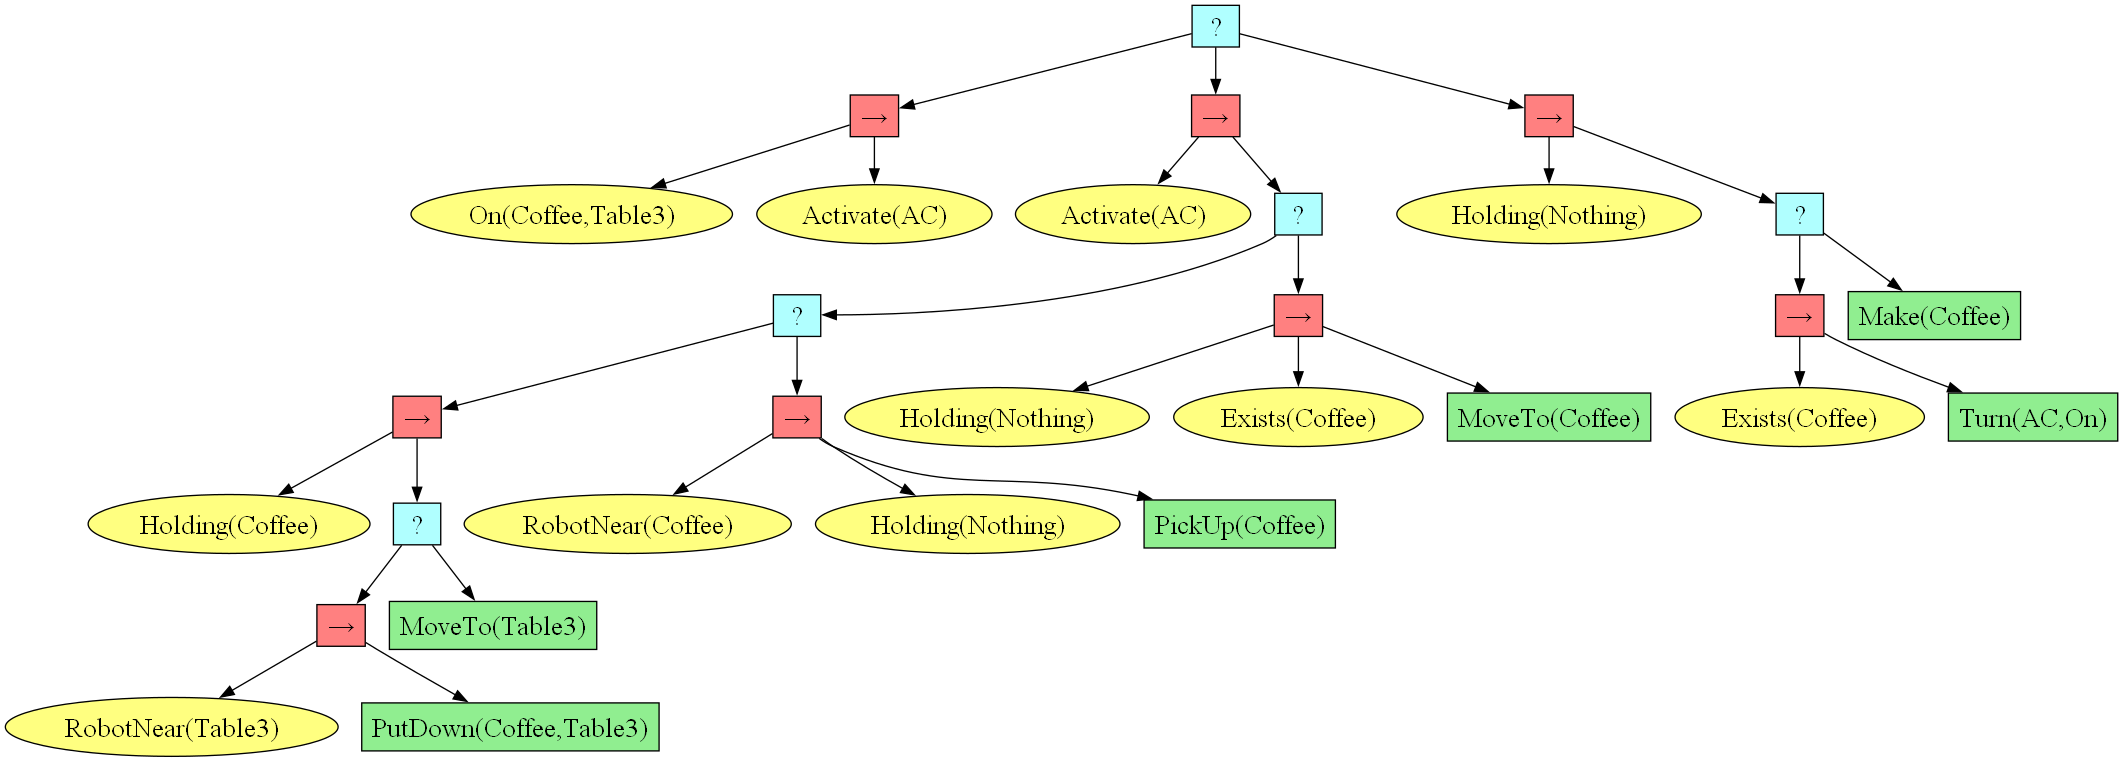 ?
→
→
→
On(Coffee,Table3)
Activate(AC)
Activate(AC)
?
Holding(Nothing)
?
?
→
→
Make(Coffee)
→
→
Holding(Nothing)
Exists(Coffee)
MoveTo(Coffee)
Exists(Coffee)
Turn(AC,On)
Holding(Coffee)
?
RobotNear(Coffee)
Holding(Nothing)
PickUp(Coffee)
→
MoveTo(Table3)
RobotNear(Table3)
PutDown(Coffee,Table3)